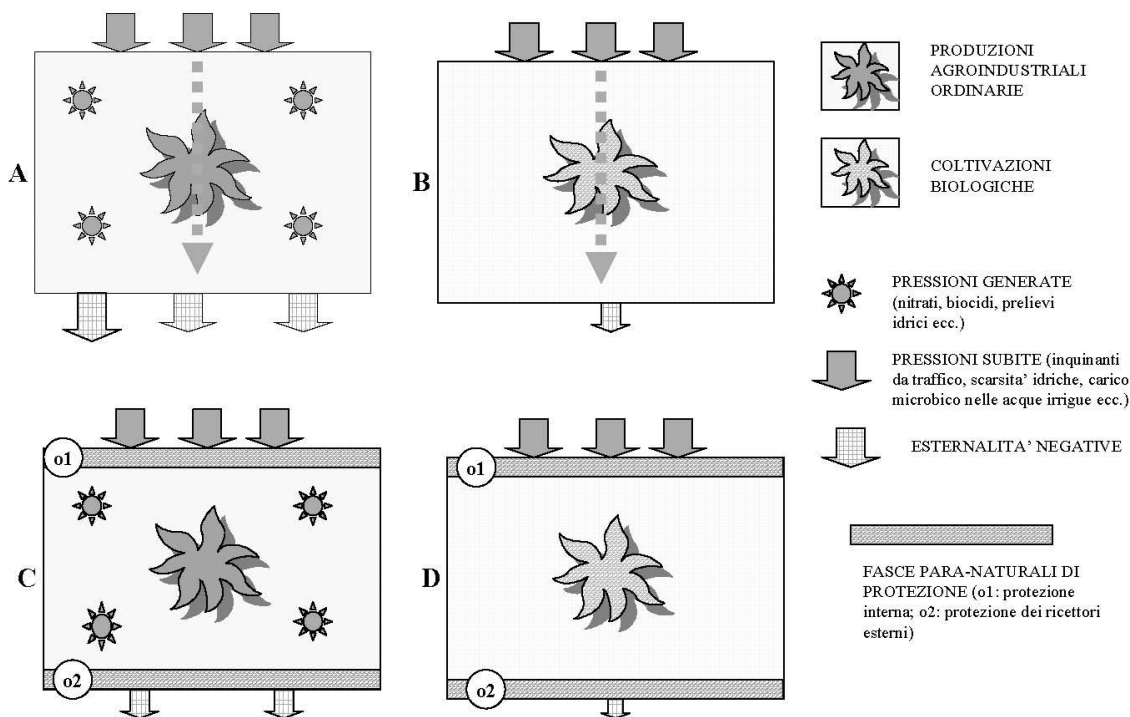 A
B
PRODUZIONI
AGROINDUSTRIALI
ORDINARIE
COLTIVAZIONI
BIOLOGICHE
PRESSIONI GENERATE
(nitrati, biocidi, prelievi
idrici ecc.)
PRESSIONI SUBITE (inquinanti
da traffico, scarsita’ idriche, carico
microbico nelle acque irrigue ecc.)
ESTERNALITA’ NEGATIVE
C
o1
o2
D
o1
o2
FASCE PARA-NATURALI DI
PROTEZIONE (o1: protezione
interna; o2: protezione dei ricettori
esterni)